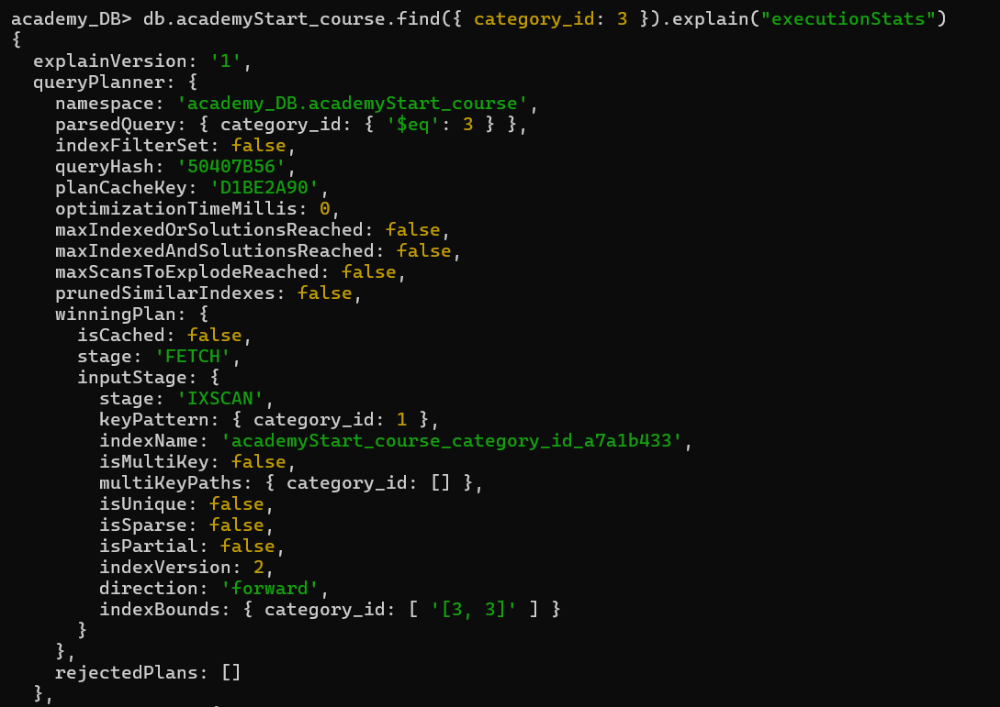 academy_DB> db.academyStart_course.find({ category_id: 3 }).explain("executionStats")
{
  explainVersion: '1',
  queryPlanner: {
    namespace: 'academy_DB.academyStart_course',
    parsedQuery: { category_id: { '$eq': 3 } },
    indexFilterSet: false,
    queryHash: '50407B56',
    planCacheKey: 'D1BE2A90',
    optimizationTimeMillis: 0,
    maxIndexedOrSolutionsReached: false,
    maxIndexedAndSolutionsReached: false,
    maxScansToExplodeReached: false,
    prunedSimilarIndexes: false,
    winningPlan: {
      isCached: false,
      stage: 'FETCH',
      inputStage: {
        stage: 'IXSCAN',
        keyPattern: { category_id: 1 },
        indexName: 'academyStart_course_category_id_a7a1b433',
        isMultiKey: false,
        multiKeyPaths: { category_id: [] },
        isUnique: false,
        isSparse: false,
        isPartial: false,
        indexVersion: 2,
        direction: 'forward',
        indexBounds: { category_id: [ '[3, 3]' ] }
      }
    },
    rejectedPlans: []
  },